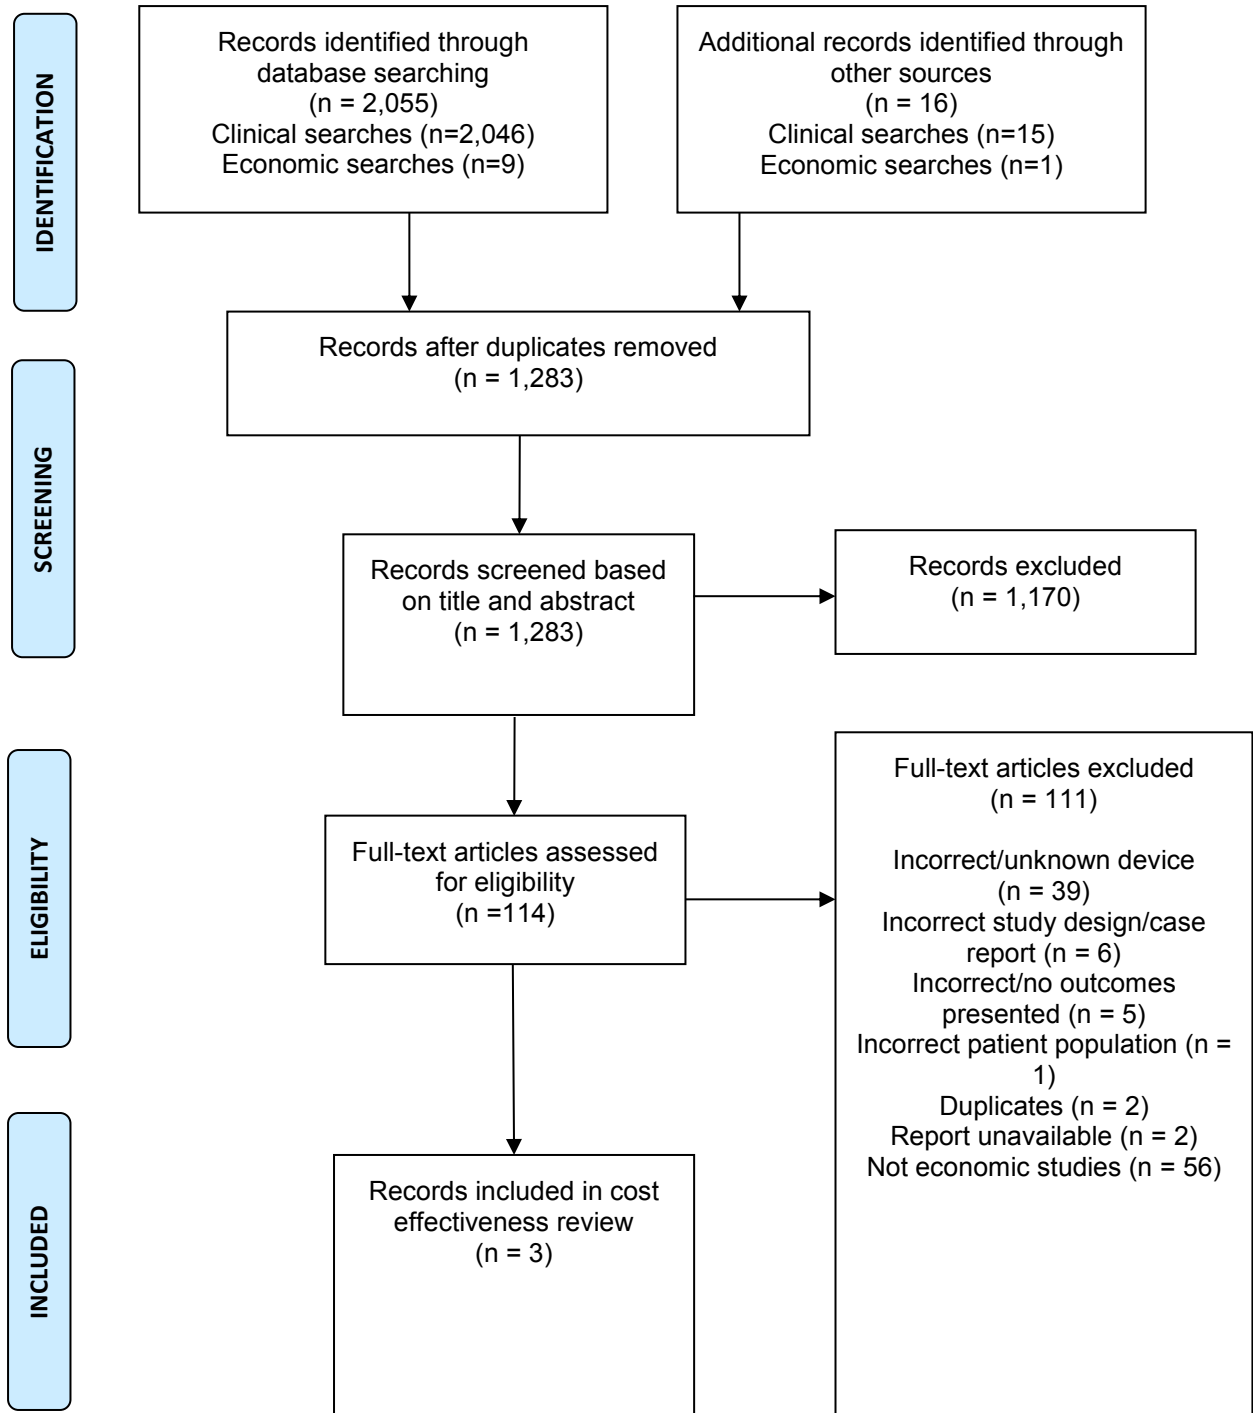 IDENTIFICATION
Records identified through
database searching
(n = 2,055)
Clinical searches (n=2,046)
Economic searches (n=9)
Additional records identified through
other sources
(n = 16)
Clinical searches (n=15)
Economic searches (n=1)
Records after duplicates removed
(n = 1,283)
SCREENING
Records screened based
on title and abstract
(n = 1,283)
Records excluded
(n = 1,170)
ELIGIBILITY
Full-text articles assessed
for eligibility
(n =114)
Full-text articles excluded
(n = 111)
Incorrect/unknown device
(n = 39)
Incorrect study design/case
report (n = 6)
Incorrect/no outcomes
presented (n = 5)
Incorrect patient population (n =
1)
Duplicates (n = 2)
Report unavailable (n = 2)
Not economic studies (n = 56)
INCLUDED
Records included in cost
effectiveness review
(n = 3)